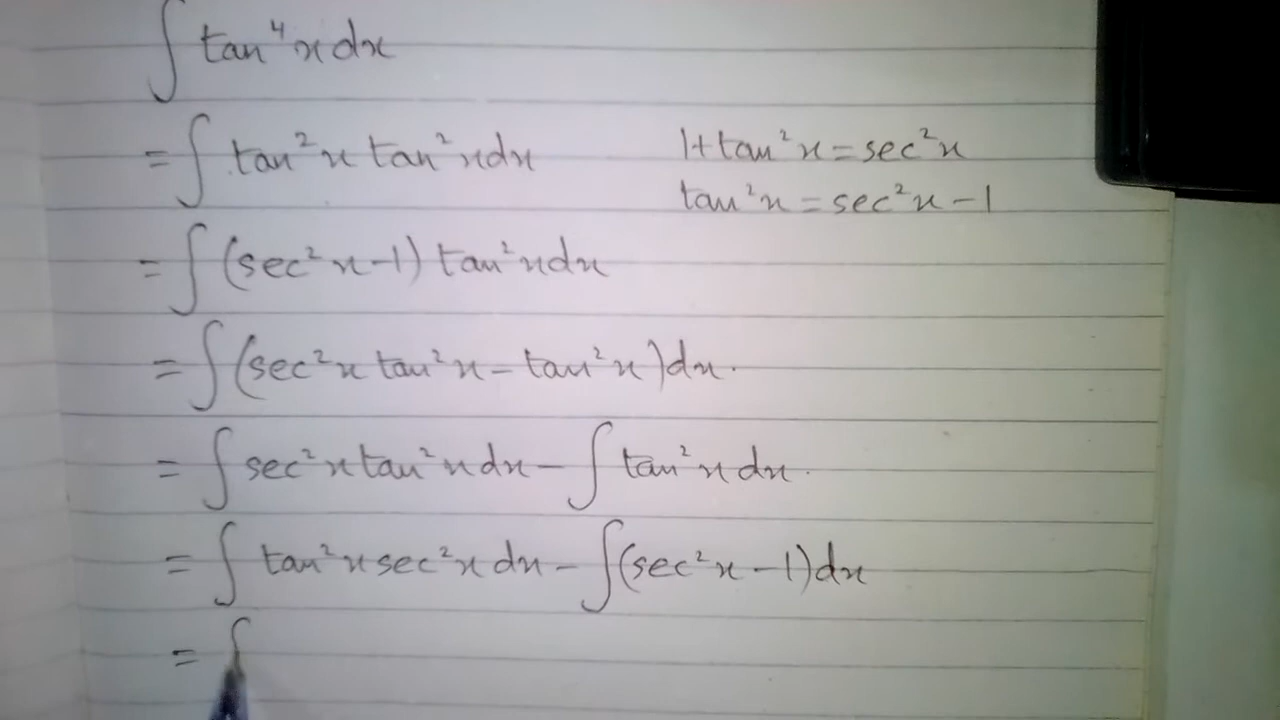 ∫ tan⁴x dx
= ∫ tan²x tan²x dx
1+tan²x = sec²x
tan²x = sec²x − 1
= ∫ (sec²x−1) tan²x dx
= ∫ (sec²x tan²x − tan²x) dx.
= ∫ sec²x tan²x dx − ∫ tan²x dx.
= ∫ tan²x sec²x dx − ∫ (sec²x −1) dx
= ∫